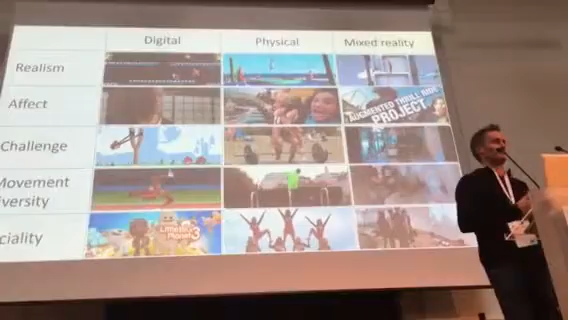 Digital Physical Mixed reality
Realism
Affect
AUGMENTED THRILL RIDE
PROJECT
Challenge
Movement
iversity
LittleBig
Planet 3
ciality